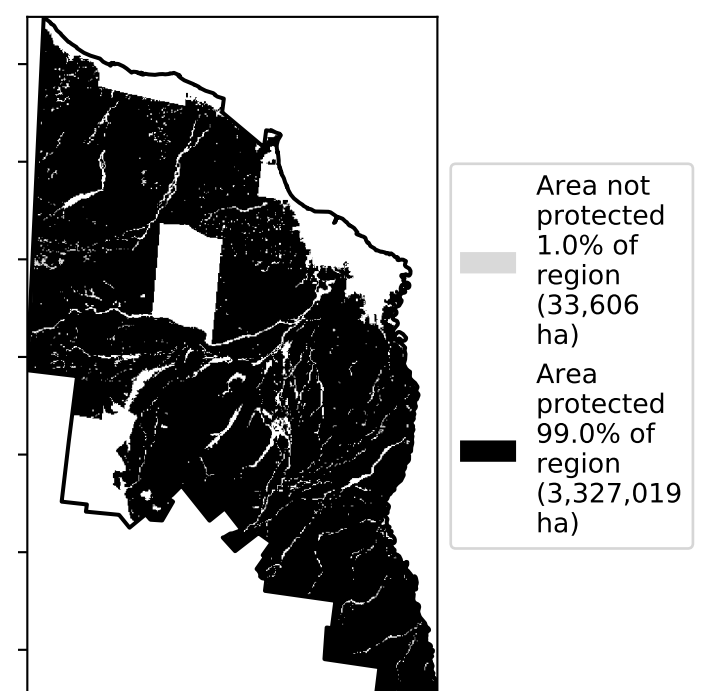 Area not
protected
1.0% of
region
(33,606
ha)
Area
protected
99.0% of
region
(3,327,019
ha)